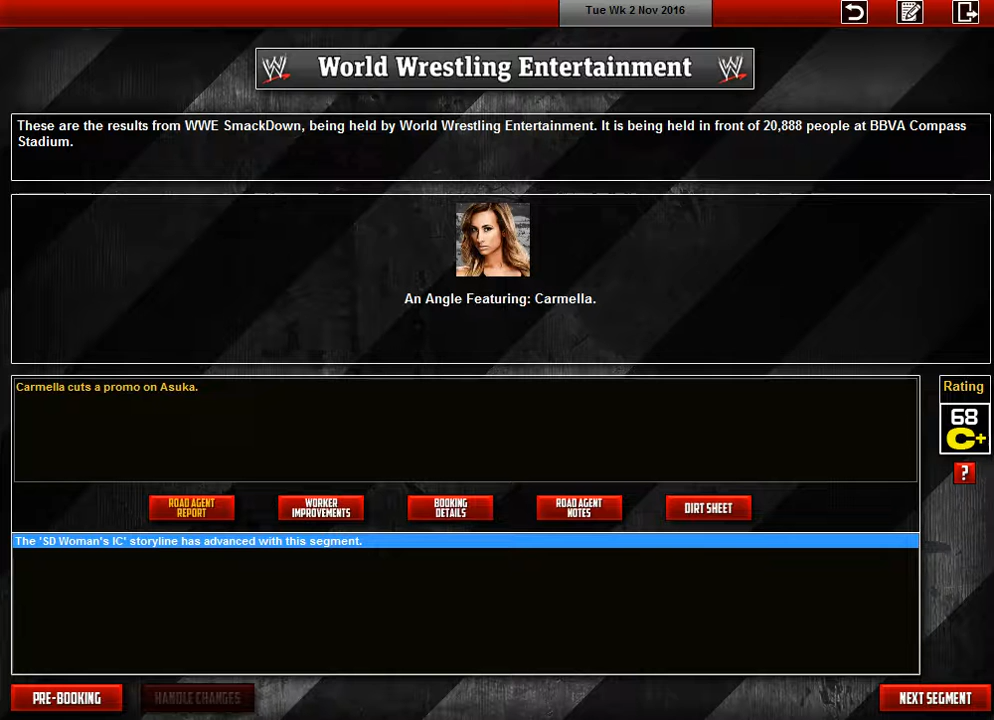 Tue Wk 2 Nov 2016
World Wrestling Entertainment
These are the results from WWE SmackDown, being held by World Wrestling Entertainment. It is being held in front of 20,888 people at BBVA Compass
Stadium.
An Angle Featuring: Carmella.
Carmella cuts a promo on Asuka.
Rating
68
C+
?
ROAD AGENT
REPORT
WORKER
IMPROVEMENTS
BOOKING
DETAILS
ROAD AGENT
NOTES
DIRT SHEET
The 'SD Woman's IC' storyline has advanced with this segment.
PRE-BOOKING
HANDLE CHANGES
NEXT SEGMENT